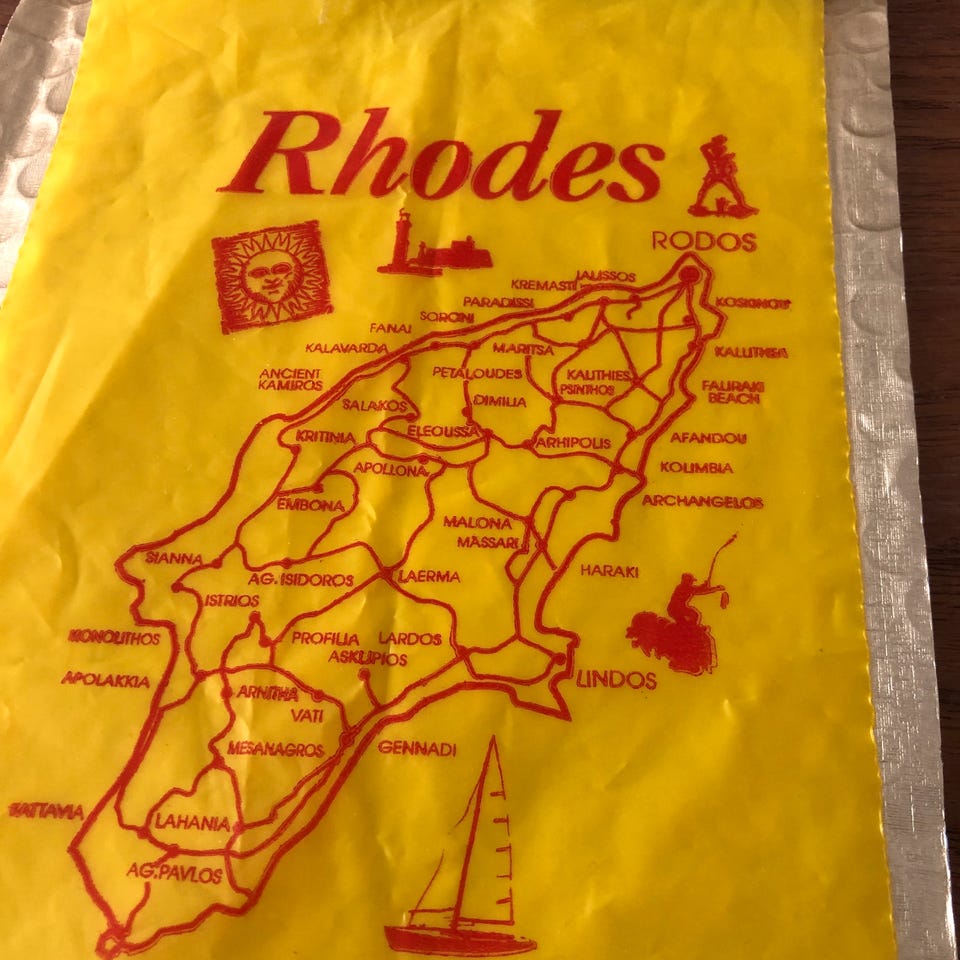 Rhodes
RODOS
IALISSOS
KREMASTI
KOSKINOU
PARADISSI
SORONI
FANAI
KALAVARDA
MARITSA
KALLITHEA
ANCIENT
KAMIROS
PETALOUDES
KALITHIES
PSINTHOS
FALIRAKI
BEACH
SALAKOS
DIMILIA
KRITINIA
ELEOUSSA
ARHIPOLIS
AFANDOU
APOLLONA
KOLIMBIA
EMBONA
ARCHANGELOS
MALONA
MASSARI
SIANNA
AG. ISIDOROS
LAERMA
HARAKI
ISTRIOS
MONOLITHOS
PROFILIA
LARDOS
ASKLIPIOS
APOLAKKIA
LINDOS
ARNITHA
VATI
MESANAGROS
GENNADI
KATTAVIA
LAHANIA
AG.PAVLOS